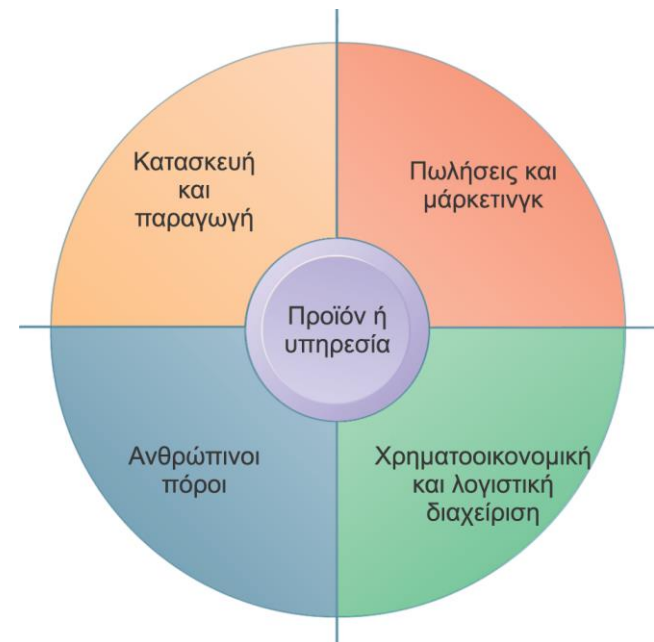 Κατασκευή
και
παραγωγή
Πωλήσεις και
μάρκετινγκ
Προϊόν ή
υπηρεσία
Ανθρώπινοι
πόροι
Χρηματοοικονομική
και λογιστική
διαχείριση